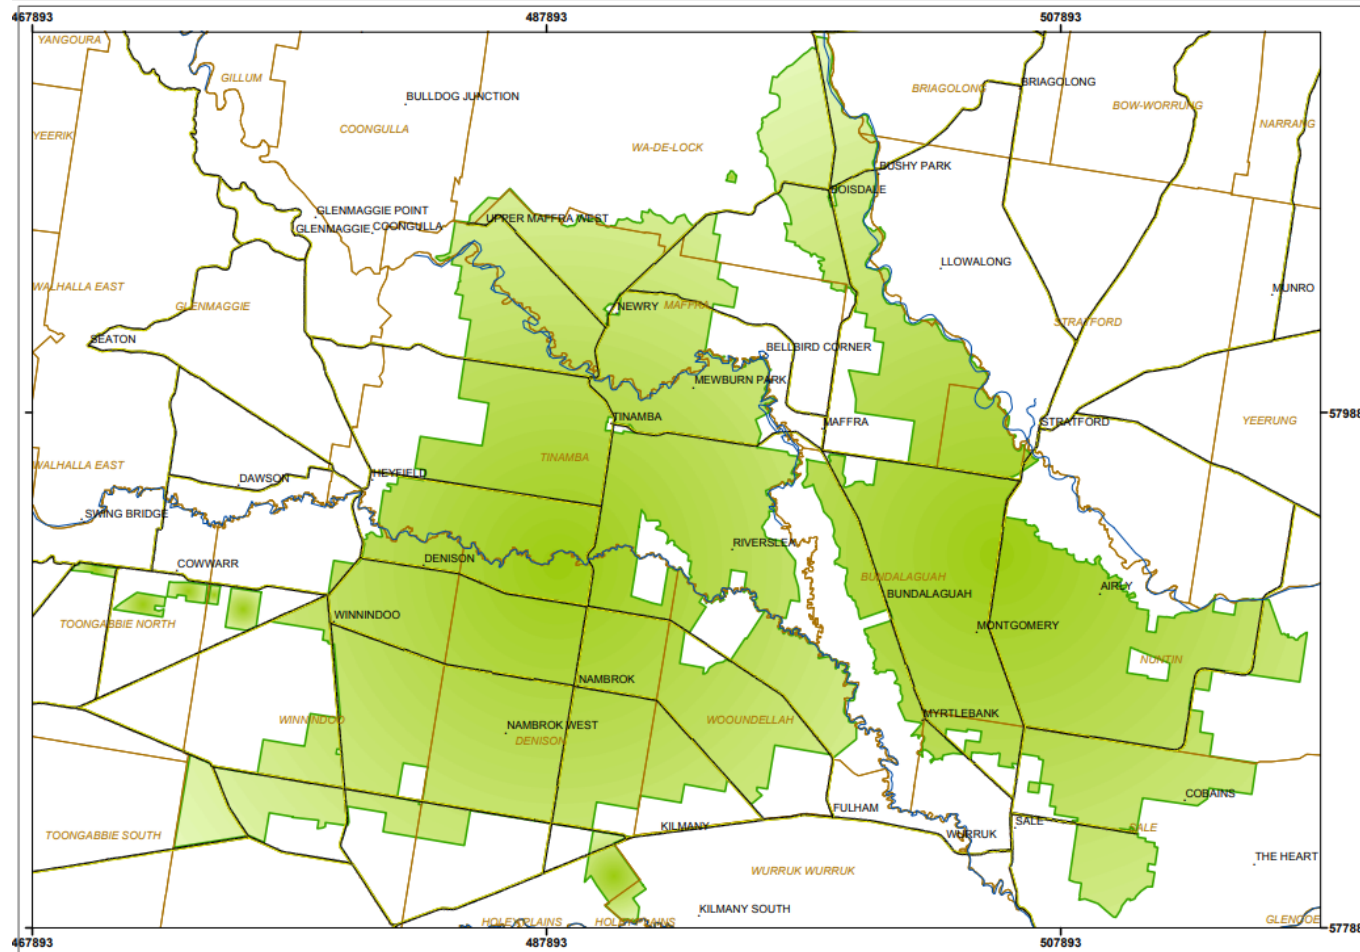 467893 487893 507893
YANGOURA
GILLUM
BULLDOG JUNCTION
BRIAGOLONG
BRIAGOLONG
BOW-WORRUNG
NARRANG
YEERIK
COONGULLA
WA-DE-LOCK
BUSHY PARK
BOISDALE
GLENMAGGIE POINT
UPPER MAFFRA WEST
GLENMAGGIE
COONGULLA
LLOWALONG
WALHALLA EAST
MUNRO
GLENMAGGIE
NEWRY
MAFFRA
STRATFORD
SEATON
BELLBIRD CORNER
MEWBURN PARK
TINAMBA
MAFFRA
STRATFORD
YEERUNG
57988
WALHALLA EAST
TINAMBA
HEYFIELD
DAWSON
SWING BRIDGE
RIVERSLEA
DENISON
COWWARR
BUNDALAGUAH
AIRLY
BUNDALAGUAH
WINNINDOO
TOONGABBIE NORTH
MONTGOMERY
NUNTIN
NAMBROK
WINNINDOO
NAMBROK WEST
WOOUNDELLAH
MYRTLEBANK
DENISON
COBAINS
FULHAM
TOONGABBIE SOUTH
KILMANY
WURRUK
SALE
SALE
THE HEART
WURRUK WURRUK
KILMANY SOUTH
HOLEY PLAINS
HOLEY PLAINS
GLENCOE
57788
467893 487893 507893